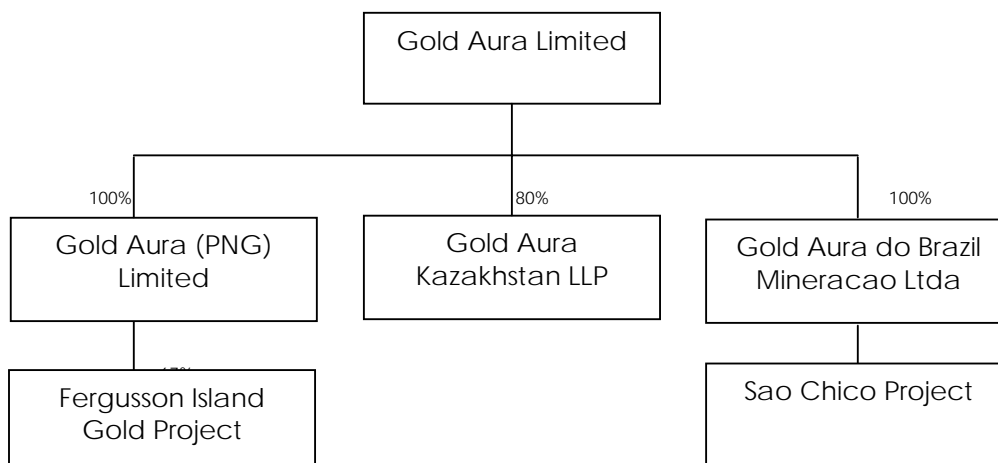 Gold Aura Limited
100%
80%
100%
Gold Aura (PNG)
Limited
Gold Aura
Kazakhstan LLP
Gold Aura do Brazil
Mineracao Ltda
Fergusson Island
Gold Project
Sao Chico Project